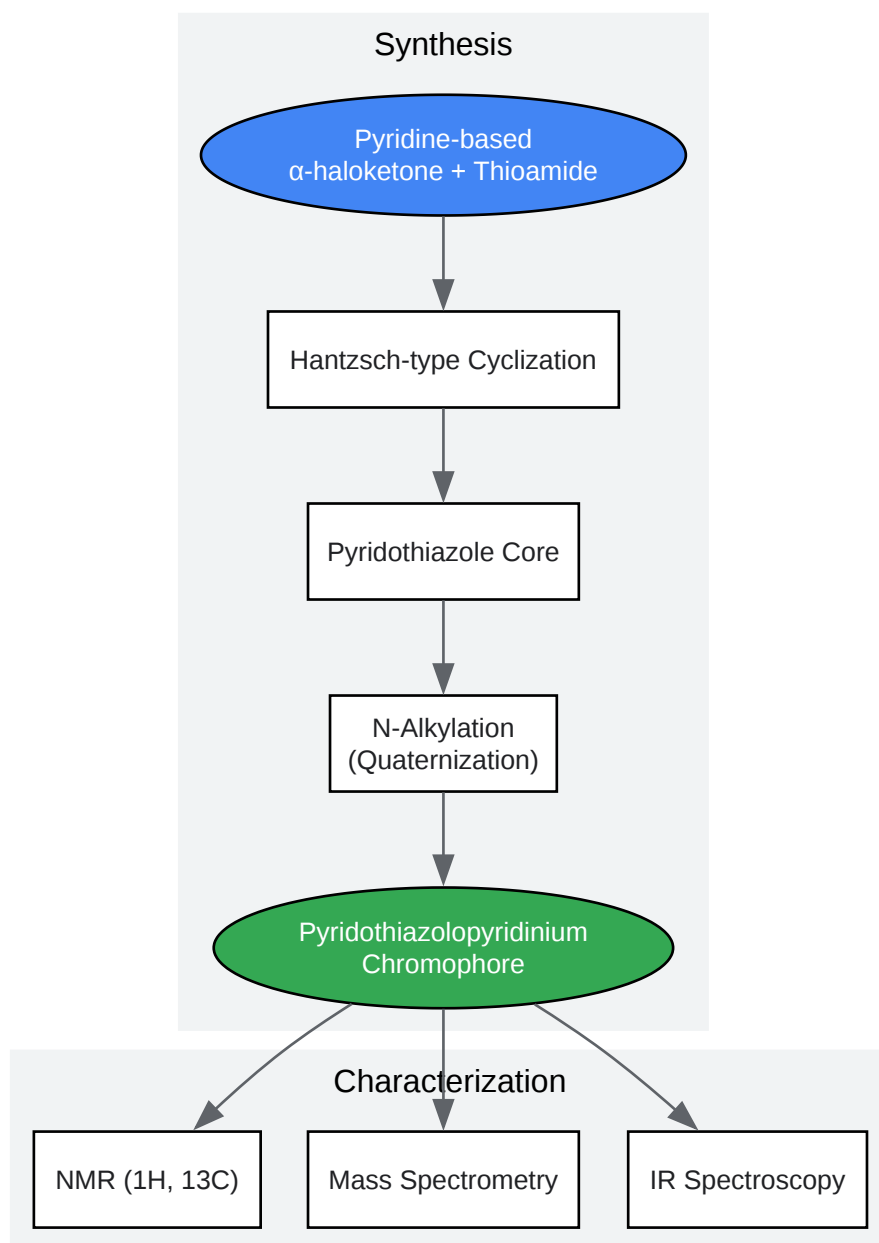 Synthesis
Pyridine-based
α-haloketone + Thioamide
Hantzsch-type Cyclization
Pyridothiazole Core
N-Alkylation
(Quaternization)
Pyridothiazolopyridinium
Chromophore
Characterization
NMR (1H, 13C)
Mass Spectrometry
IR Spectroscopy